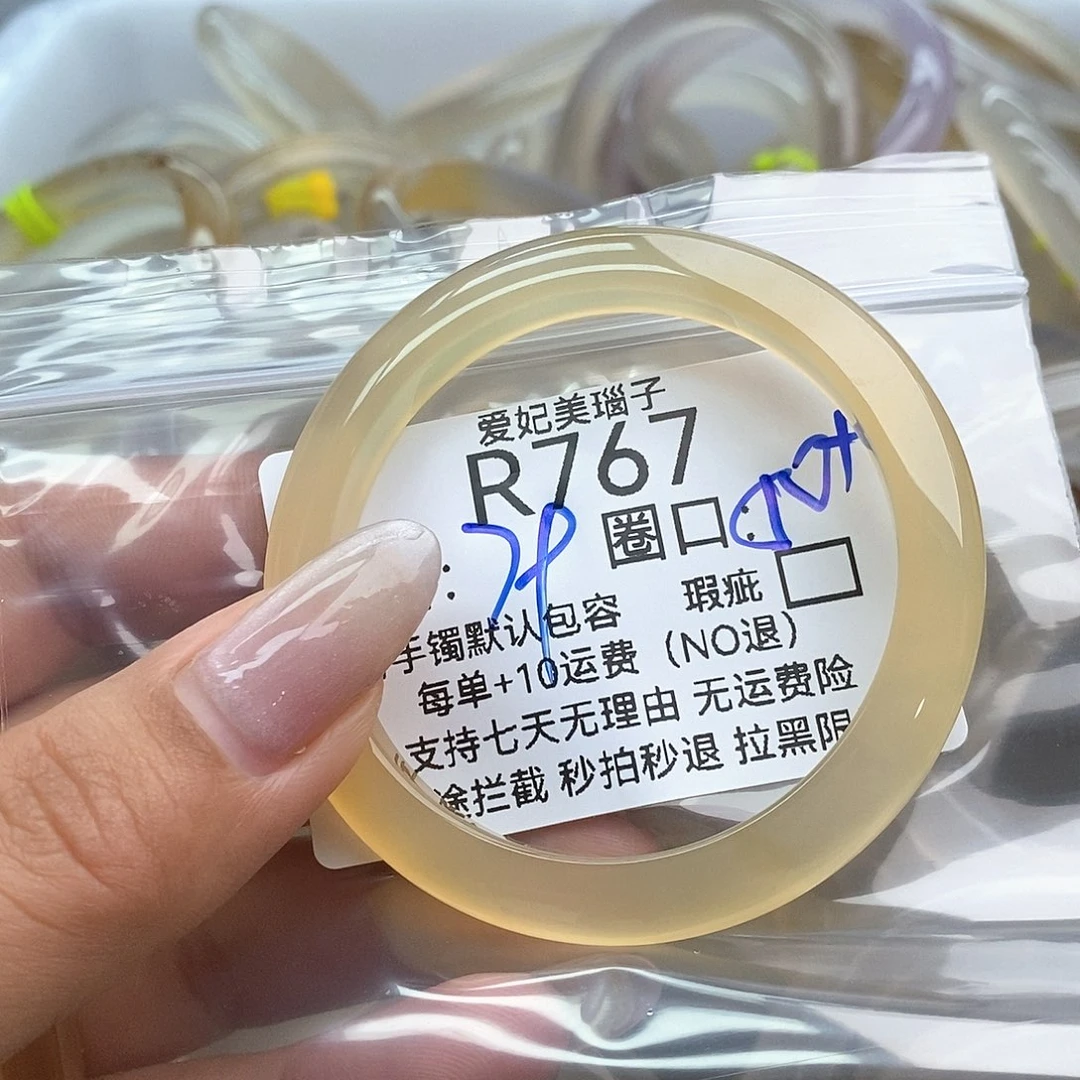 爱妃美瑙子
R767
圈口:
: 瑕疵
手镯默认包容
每单+10运费 (NO退)
支持七天无理由 无运费险
途拦截 秒拍秒退 拉黑限